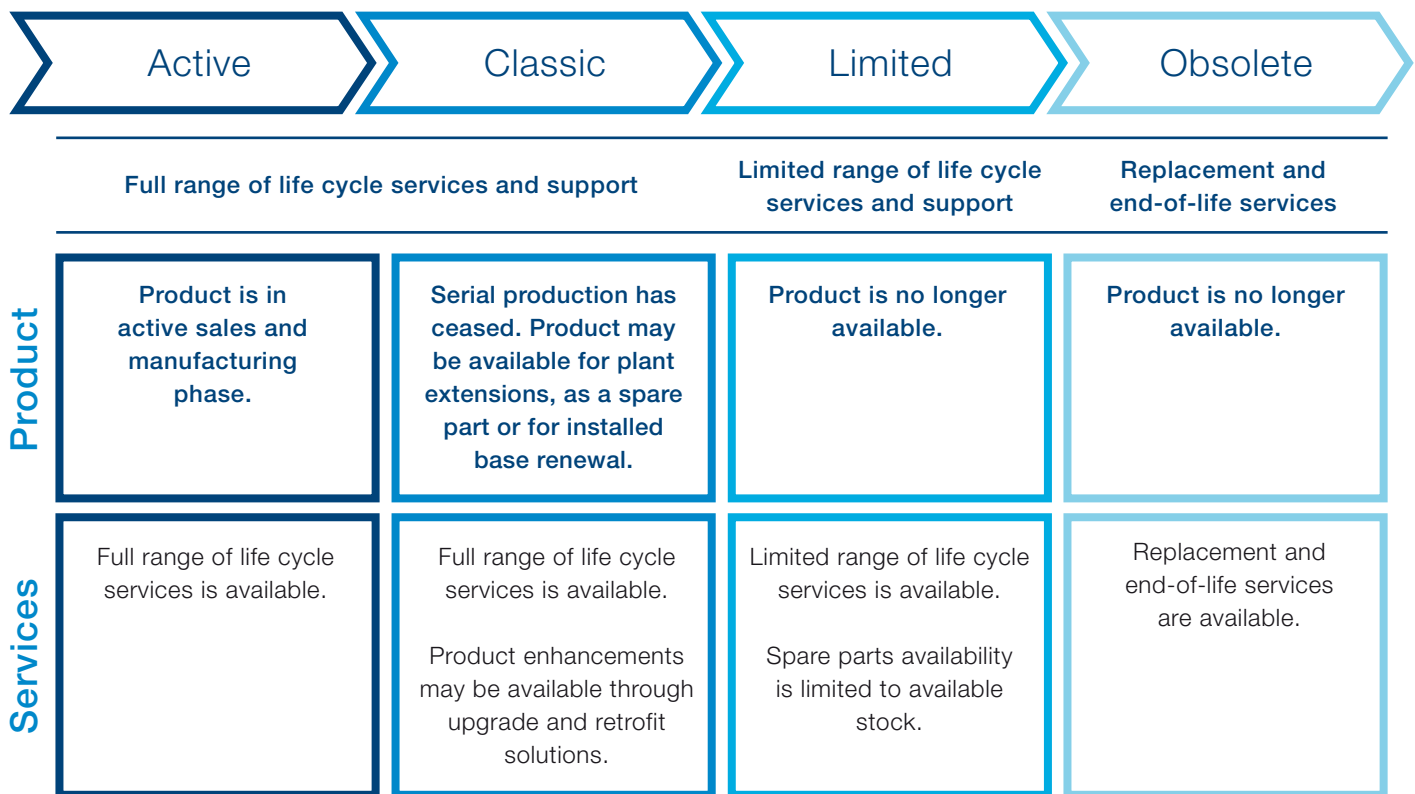 Active
Classic
Limited
Obsolete
Full range of life cycle services and support
Limited range of life cycle
services and support
Replacement and
end-of-life services
Product
Product is in
active sales and
manufacturing
phase.
Serial production has
ceased. Product may
be available for plant
extensions, as a spare
part or for installed
base renewal.
Product is no longer
available.
Product is no longer
available.
Services
Full range of life cycle
services is available.
Full range of life cycle
services is available.
Product enhancements
may be available through
upgrade and retrofit
solutions.
Limited range of life cycle
services is available.
Spare parts availability
is limited to available
stock.
Replacement and
end-of-life services
are available.